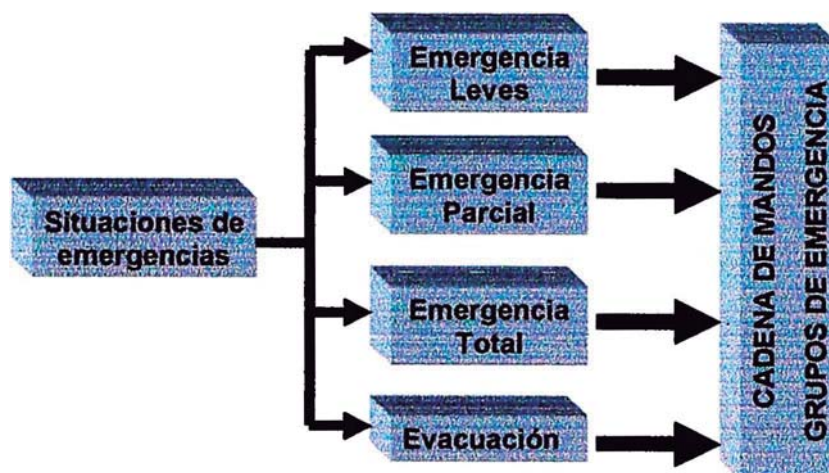 Situaciones de
emergencias
Emergencia
Leves
Emergencia
Parcial
Emergencia
Total
Evacuación
CADENA DE MANDOS
GRUPOS DE EMERGENCIA